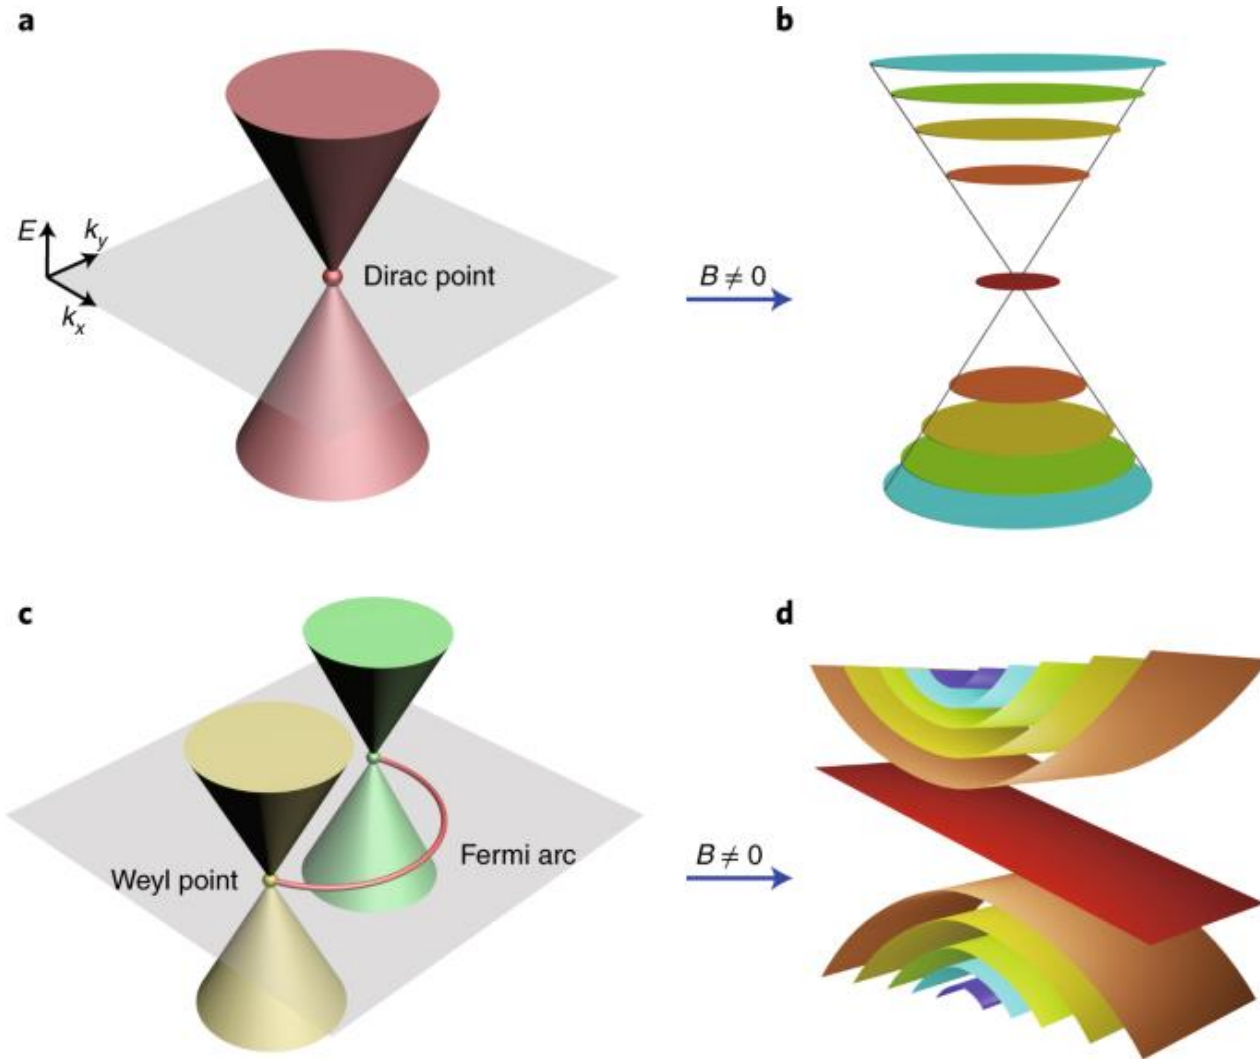 a
b
E
k_y
k_x
Dirac point
B ≠ 0
c
d
Weyl point
Fermi arc
B ≠ 0